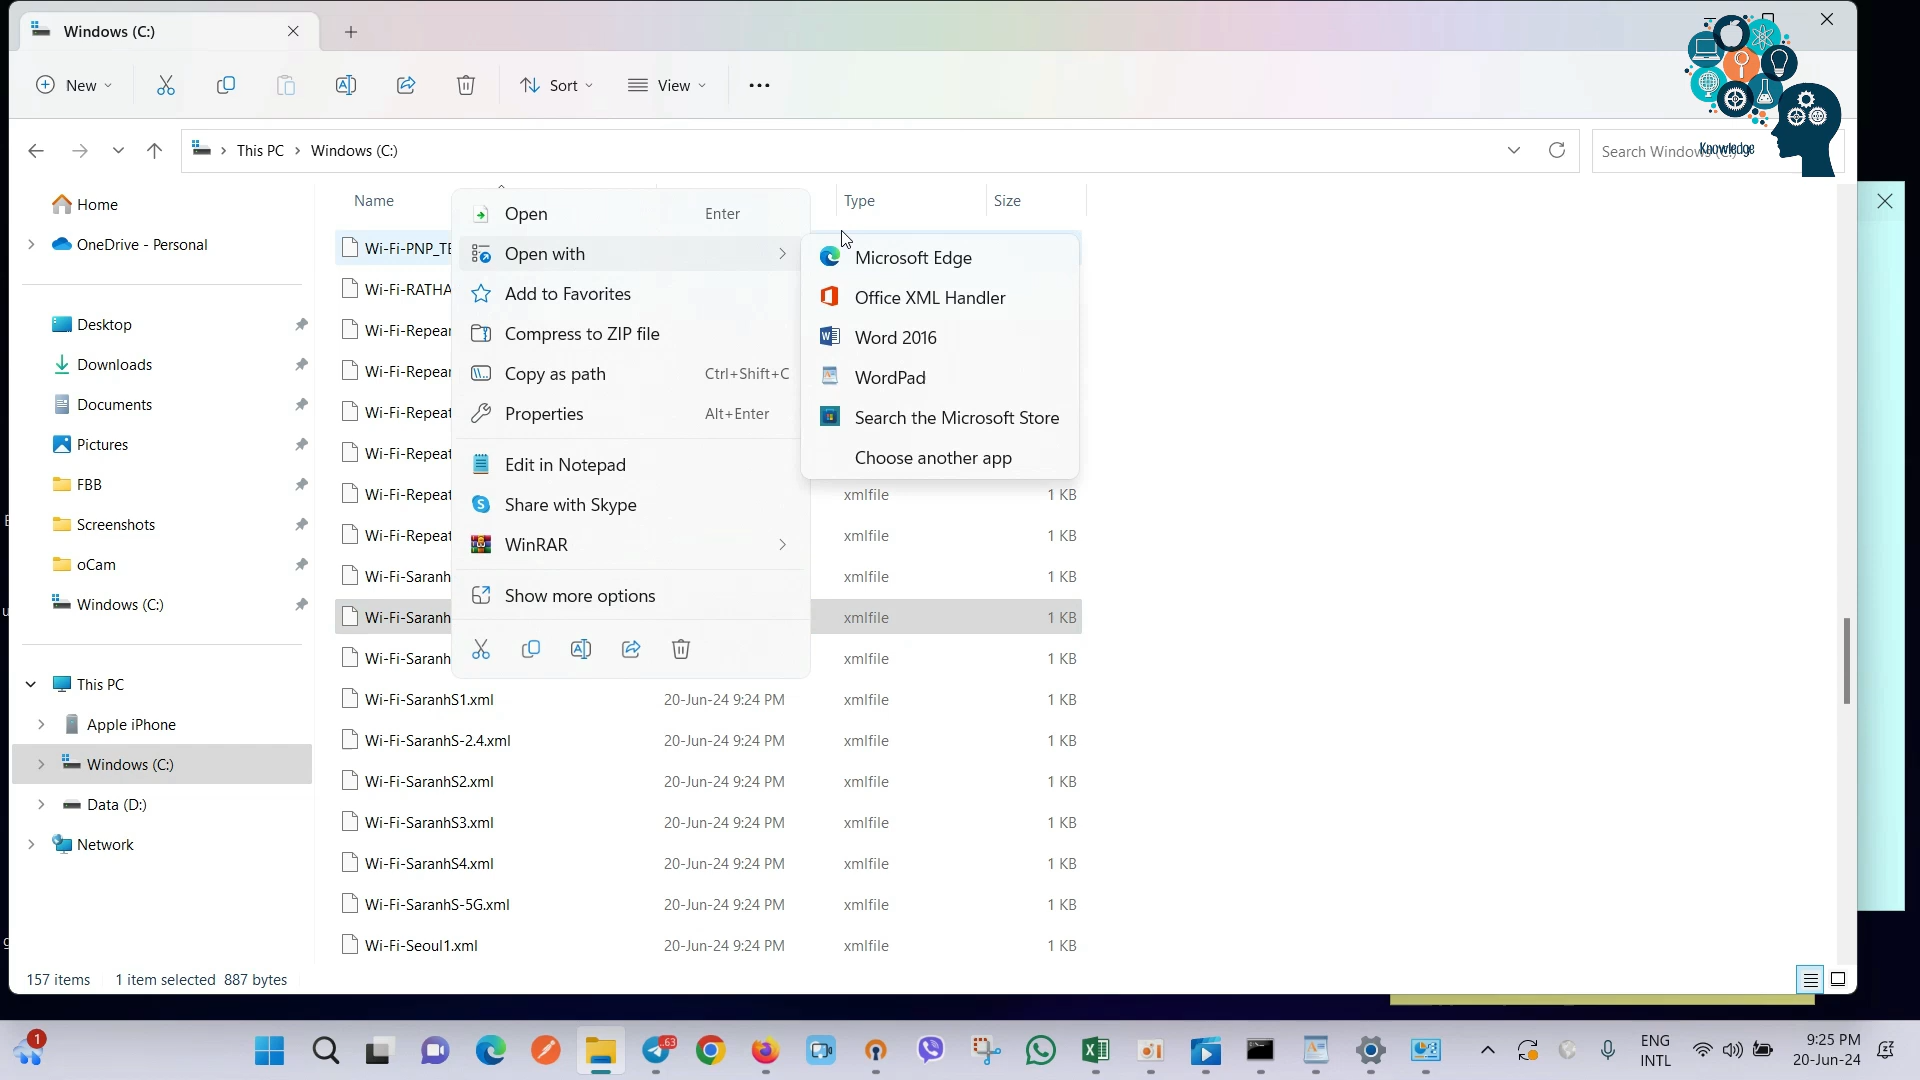 Windows (C:)
New
Sort
View
This PC
Windows (C:)
Search Windows (C:)
Knowledge
Home
OneDrive - Personal
Desktop
Downloads
Documents
Pictures
FBB
Screenshots
oCam
Windows (C:)
This PC
Apple iPhone
Windows (C:)
Data (D:)
Network
Name
Type
Size
Wi-Fi-PNP_TE
Wi-Fi-RATHA
Wi-Fi-Repear
Wi-Fi-Repear
Wi-Fi-Repeat
Wi-Fi-Repeat
Wi-Fi-Repeat xmlfile 1 KB
Wi-Fi-Repeat xmlfile 1 KB
Wi-Fi-Saranh xmlfile 1 KB
Wi-Fi-Saranh xmlfile 1 KB
Wi-Fi-Saranh xmlfile 1 KB
Wi-Fi-SaranhS1.xml 20-Jun-24 9:24 PM xmlfile 1 KB
Wi-Fi-SaranhS-2.4.xml 20-Jun-24 9:24 PM xmlfile 1 KB
Wi-Fi-SaranhS2.xml 20-Jun-24 9:24 PM xmlfile 1 KB
Wi-Fi-SaranhS3.xml 20-Jun-24 9:24 PM xmlfile 1 KB
Wi-Fi-SaranhS4.xml 20-Jun-24 9:24 PM xmlfile 1 KB
Wi-Fi-SaranhS-5G.xml 20-Jun-24 9:24 PM xmlfile 1 KB
Wi-Fi-Seoul1.xml 20-Jun-24 9:24 PM xmlfile 1 KB
Open Enter
Open with
Add to Favorites
Compress to ZIP file
Copy as path Ctrl+Shift+C
Properties Alt+Enter
Edit in Notepad
Share with Skype
WinRAR
Show more options
Microsoft Edge
Office XML Handler
Word 2016
WordPad
Search the Microsoft Store
Choose another app
157 items 1 item selected 887 bytes
1
..63
ENG
INTL
9:25 PM
20-Jun-24